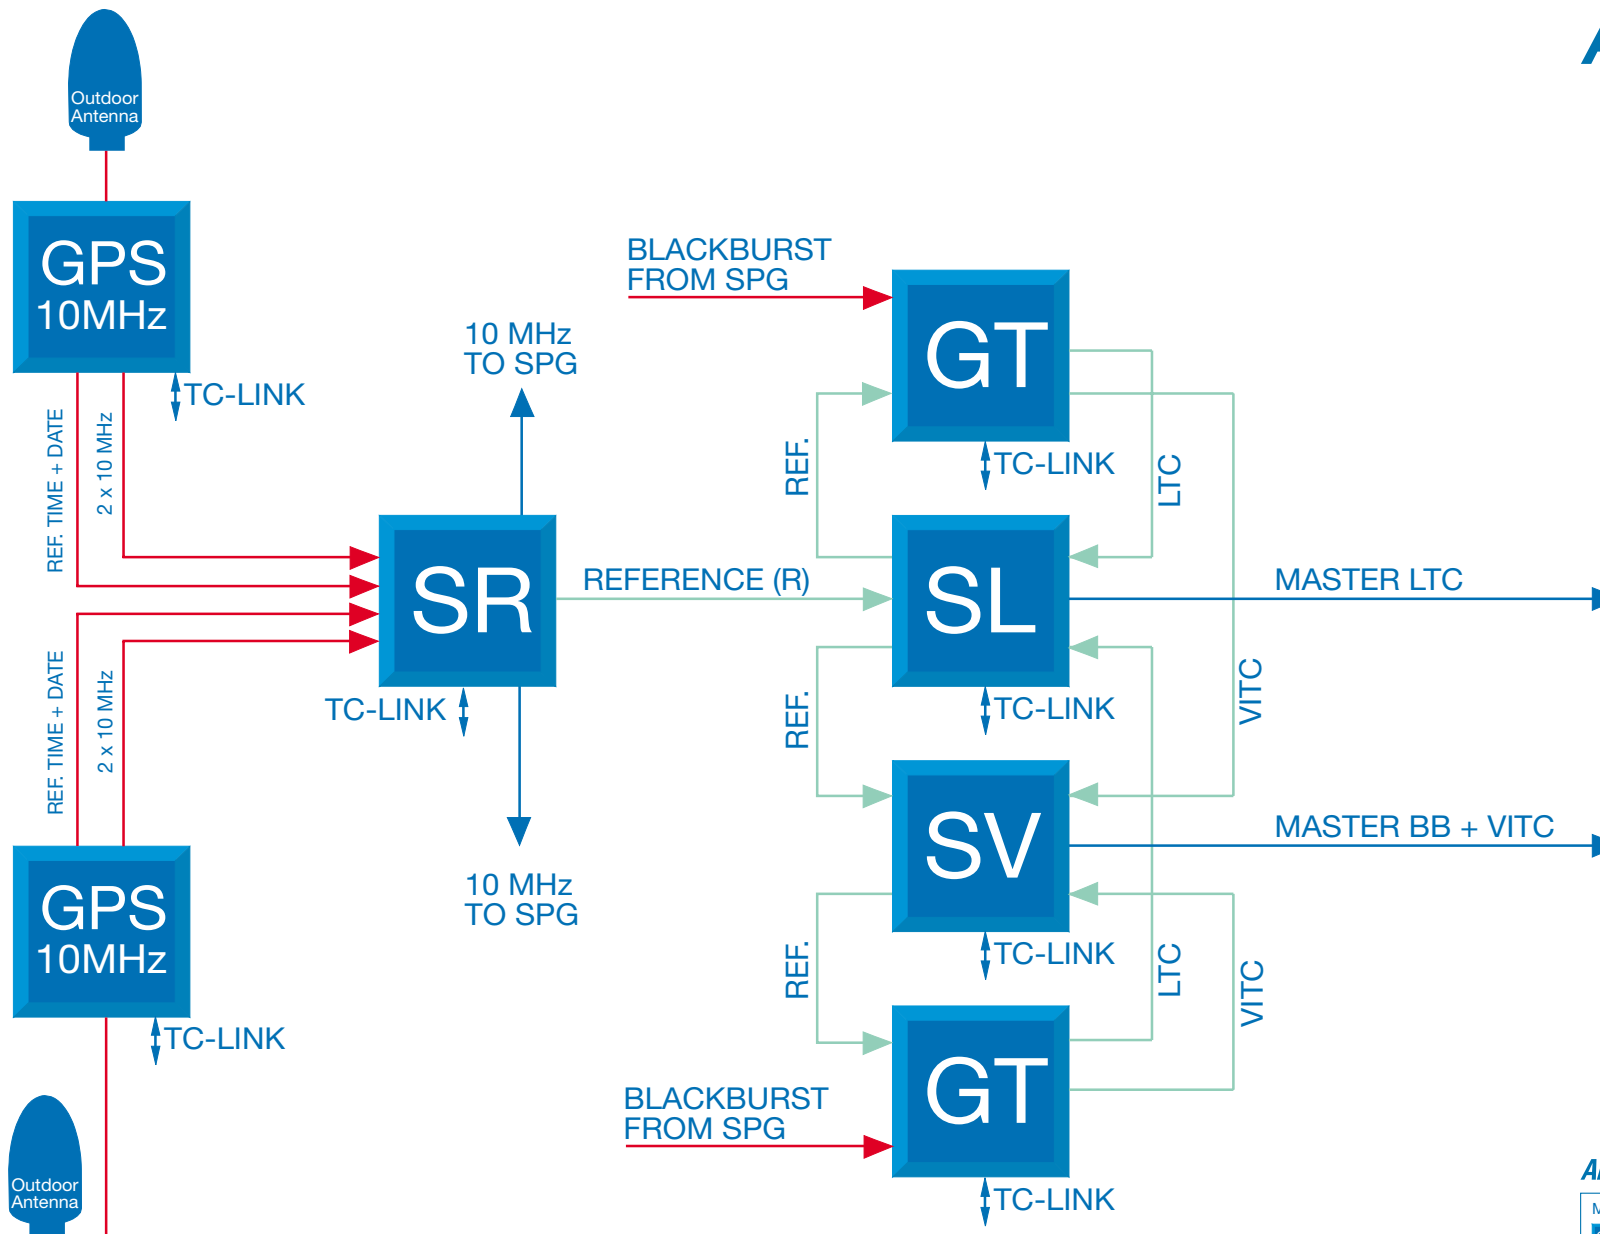 Outdoor
Antenna
GPS
10MHz
TC-LINK
REF. TIME + DATE
2 x 10 MHz
10 MHz
TO SPG
BLACKBURST
FROM SPG
GT
TC-LINK
REF.
LTC
SR
TC-LINK
REFERENCE (R)
SL
TC-LINK
MASTER LTC
REF.
VITC
REF. TIME + DATE
2 x 10 MHz
10 MHz
TO SPG
SV
TC-LINK
MASTER BB + VITC
REF.
LTC
VITC
GPS
10MHz
TC-LINK
BLACKBURST
FROM SPG
GT
TC-LINK
Outdoor
Antenna